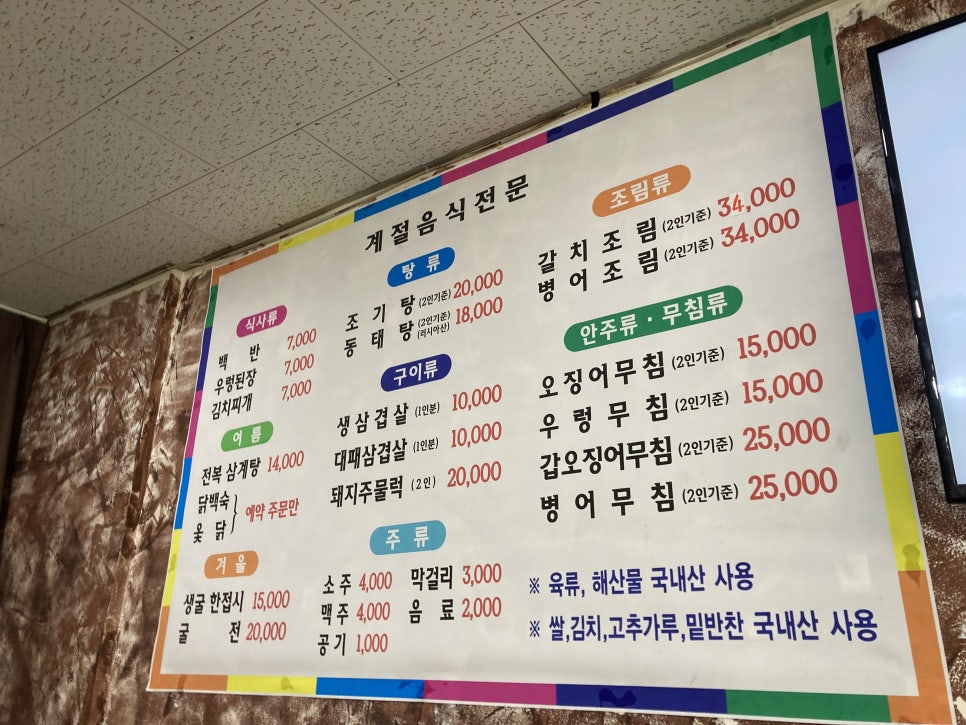 계절음식전문
식사류
백 반 7,000
우렁된장 7,000
김치찌개 7,000
여 름
전복 삼계탕 14,000
닭백숙
옻 닭
} 예약 주문만
겨 울
생굴 한접시 15,000
굴 전 20,000
탕 류
조 기 탕 (2인기준) 20,000
동 태 탕 (2인기준) (러시아산) 18,000
구이류
생삼겹살 (1인분) 10,000
대패삼겹살 (1인분) 10,000
돼지주물럭 (2인) 20,000
주 류
소 주 4,000 막걸리 3,000
맥 주 4,000 음 료 2,000
공 기 1,000
조림류
갈 치 조 림 (2인기준) 34,000
병 어 조 림 (2인기준) 34,000
안주류 · 무침류
오징어무침 (2인기준) 15,000
우 렁 무 침 (2인기준) 15,000
갑오징어무침 (2인기준) 25,000
병 어 무 침 (2인기준) 25,000
※ 육류, 해산물 국내산 사용
※ 쌀,김치,고추가루,밑반찬 국내산 사용